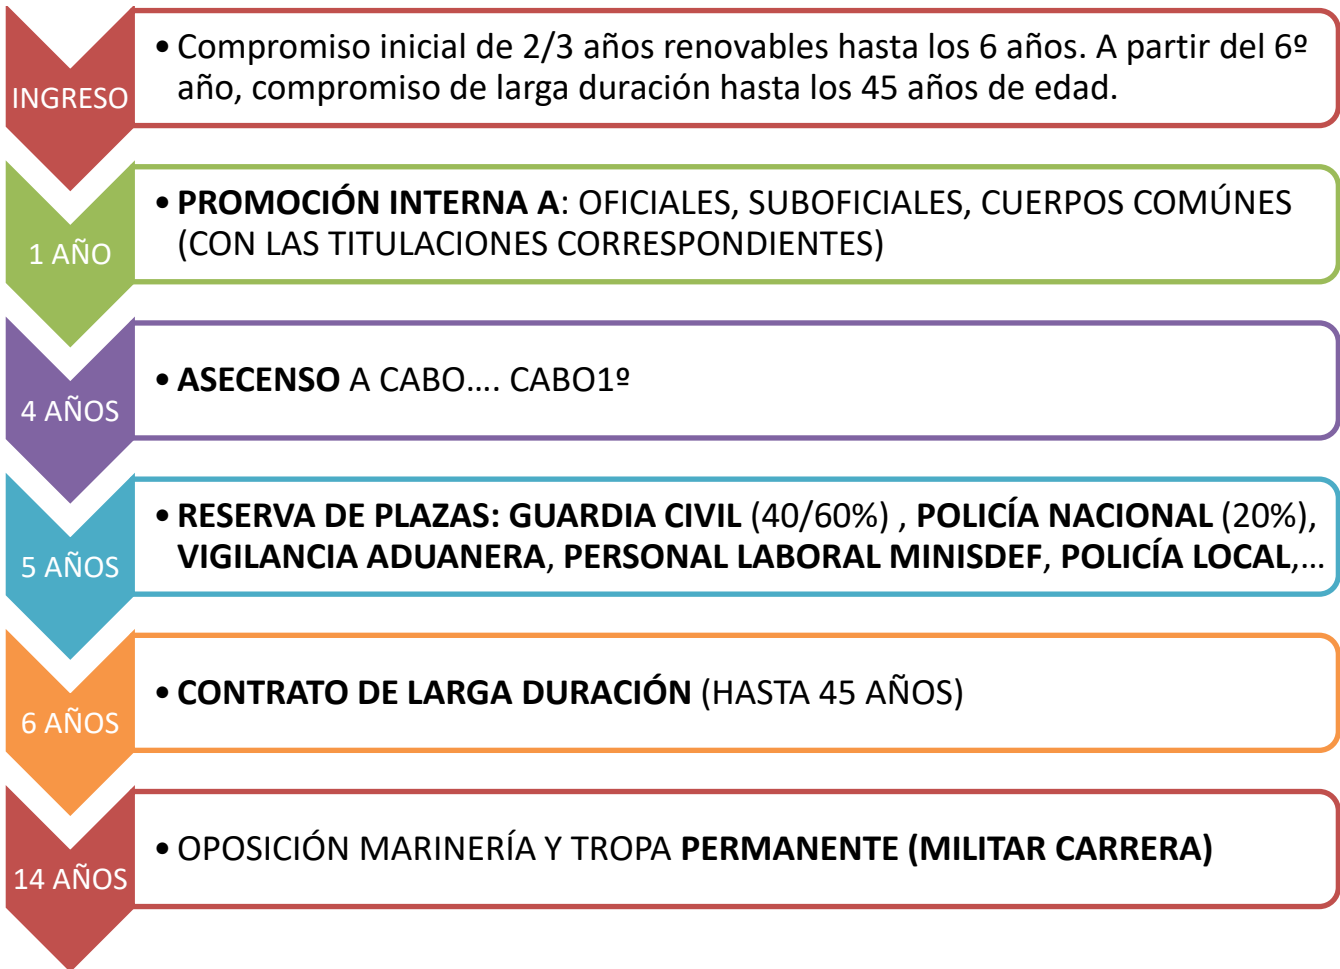 INGRESO
• Compromiso inicial de 2/3 años renovables hasta los 6 años. A partir del 6º
año, compromiso de larga duración hasta los 45 años de edad.
1 AÑO
• PROMOCIÓN INTERNA A: OFICIALES, SUBOFICIALES, CUERPOS COMÚNES
(CON LAS TITULACIONES CORRESPONDIENTES)
4 AÑOS
• ASECENSO A CABO.... CABO1º
5 AÑOS
• RESERVA DE PLAZAS: GUARDIA CIVIL (40/60%) , POLICÍA NACIONAL (20%),
VIGILANCIA ADUANERA, PERSONAL LABORAL MINISDEF, POLICÍA LOCAL,...
6 AÑOS
• CONTRATO DE LARGA DURACIÓN (HASTA 45 AÑOS)
14 AÑOS
• OPOSICIÓN MARINERÍA Y TROPA PERMANENTE (MILITAR CARRERA)